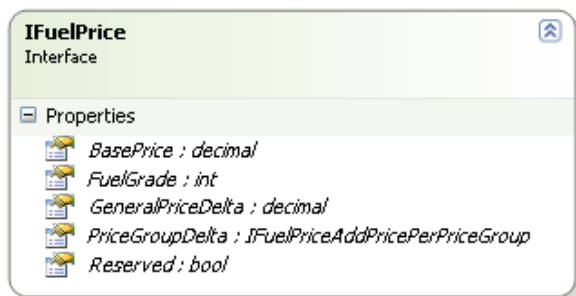 IFuelPrice
Interface
Properties
BasePrice : decimal
FuelGrade : int
GeneralPriceDelta : decimal
PriceGroupDelta : IFuelPriceAddPricePerPriceGroup
Reserved : bool